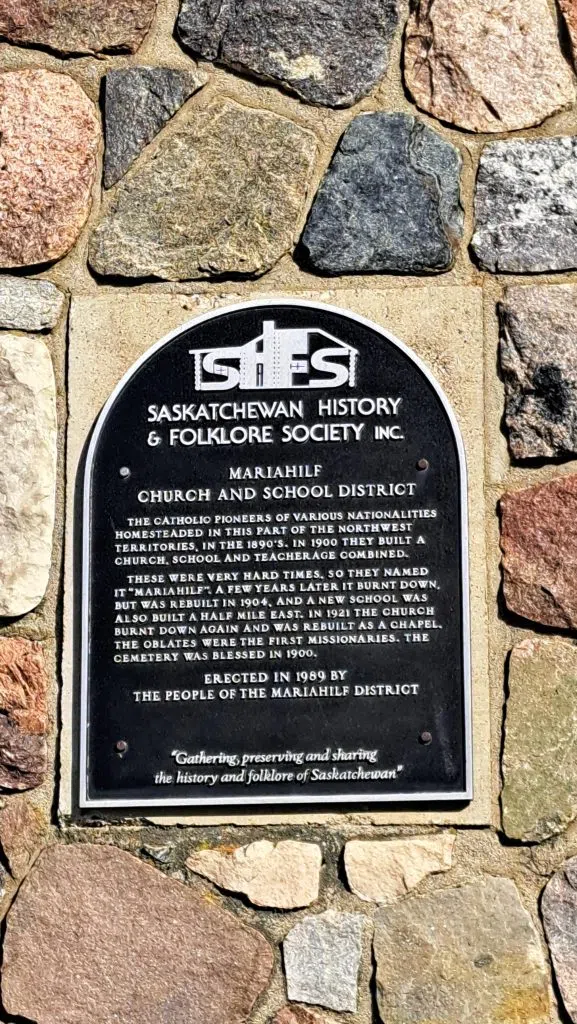 SHFS
SASKATCHEWAN HISTORY
& FOLKLORE SOCIETY INC.
MARIAHILF
CHURCH AND SCHOOL DISTRICT
THE CATHOLIC PIONEERS OF VARIOUS NATIONALITIES
HOMESTEADED IN THIS PART OF THE NORTHWEST
TERRITORIES, IN THE 1890'S. IN 1900 THEY BUILT A
CHURCH, SCHOOL AND TEACHERAGE COMBINED.
THESE WERE VERY HARD TIMES, SO THEY NAMED
IT "MARIAHILF". A FEW YEARS LATER IT BURNT DOWN,
BUT WAS REBUILT IN 1904, AND A NEW SCHOOL WAS
ALSO BUILT A HALF MILE EAST. IN 1921 THE CHURCH
BURNT DOWN AGAIN AND WAS REBUILT AS A CHAPEL.
THE OBLATES WERE THE FIRST MISSIONARIES. THE
CEMETERY WAS BLESSED IN 1900.
ERECTED IN 1989 BY
THE PEOPLE OF THE MARIAHILF DISTRICT
"Gathering, preserving and sharing
the history and folklore of Saskatchewan"